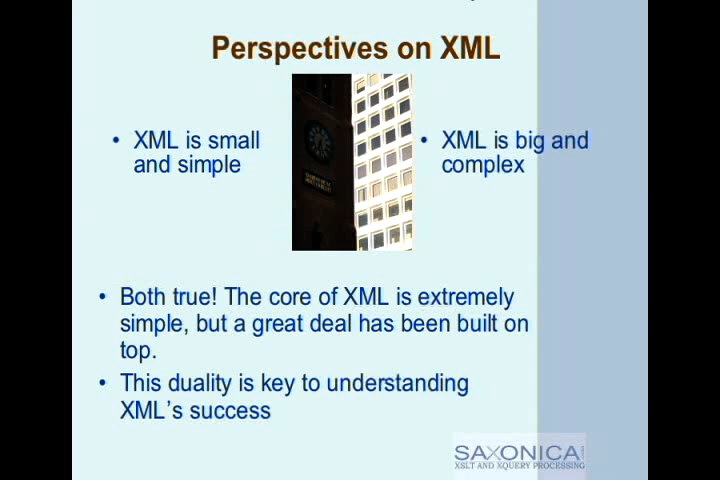 Perspectives on XML
• XML is small
and simple
• XML is big and
complex
• Both true! The core of XML is extremely
simple, but a great deal has been built on
top.
• This duality is key to understanding
XML's success
SAXONICA
XSLT AND XQUERY PROCESSING